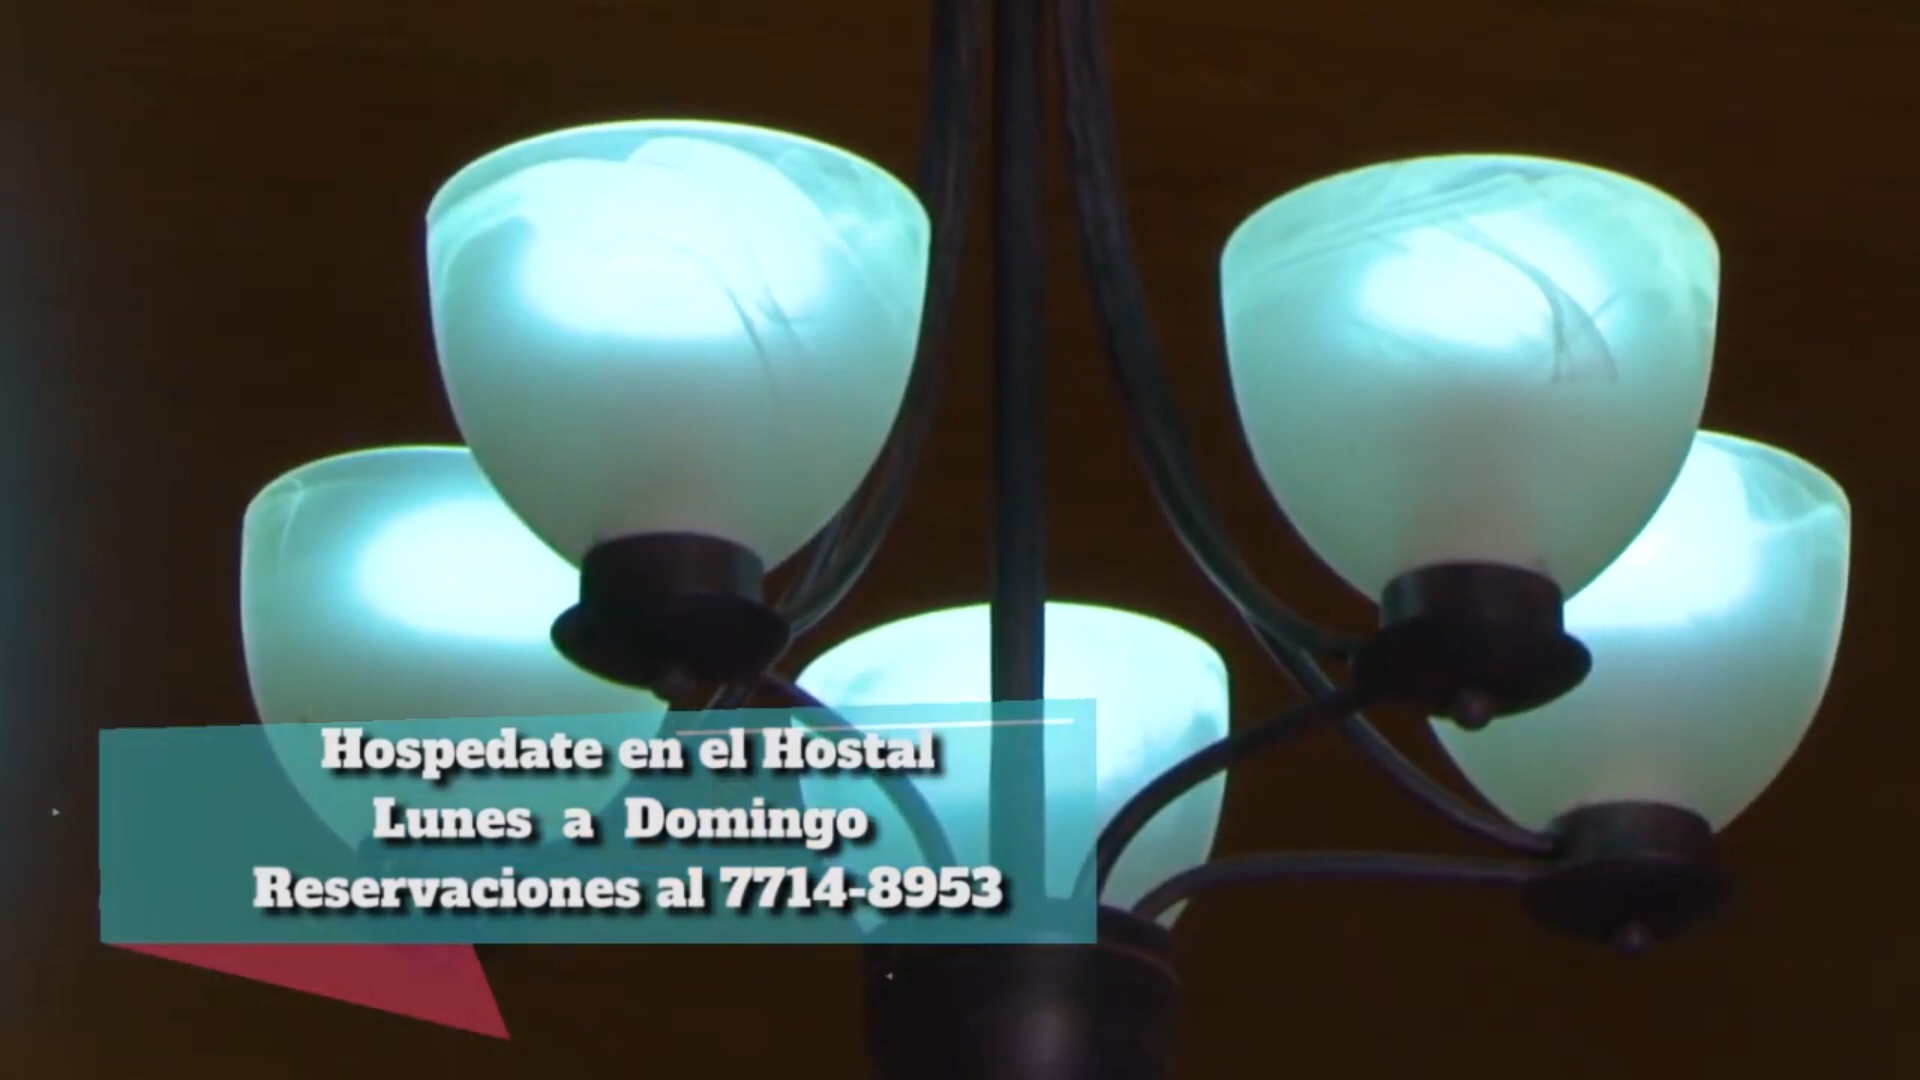 Hospedate en el Hostal
Lunes a Domingo
Reservaciones al 7714-8953